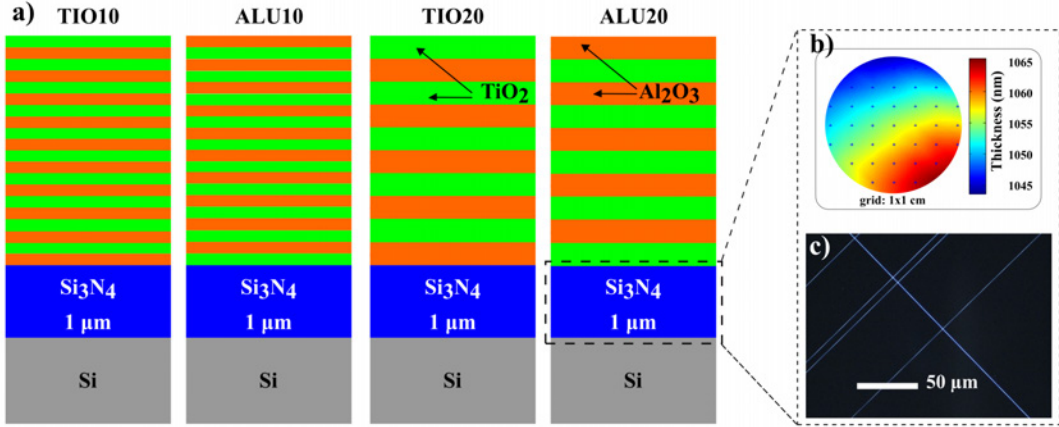 a)
TIO10
ALU10
TIO20
ALU20
TiO₂
Al₂O₃
Si₃N₄
1 µm
Si₃N₄
1 µm
Si₃N₄
1 µm
Si₃N₄
1 µm
Si
Si
Si
Si
b)
1065
1060
1055
1050
1045
Thickness (nm)
grid: 1x1 cm
c)
50 µm